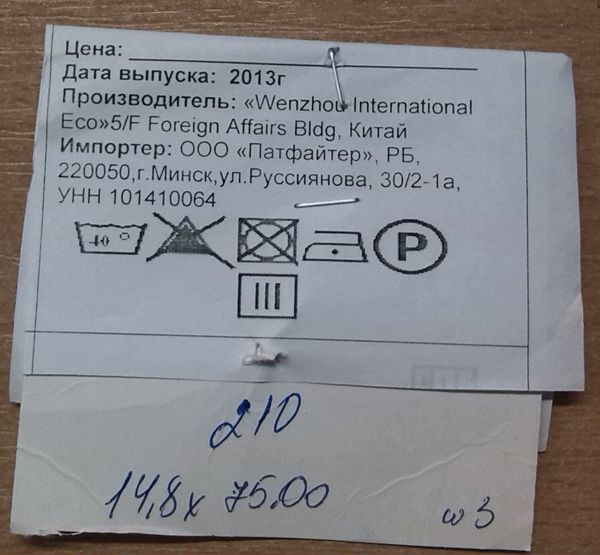 Цена:
Дата выпуска: 2013г
Производитель: «Wenzhou International
Eco»5/F Foreign Affairs Bldg, Китай
Импортер: ООО «Патфайтер», РБ,
220050,г.Минск,ул.Руссиянова, 30/2-1а,
УНН 101410064
40°
P
210
14,8х 75.00
ш3